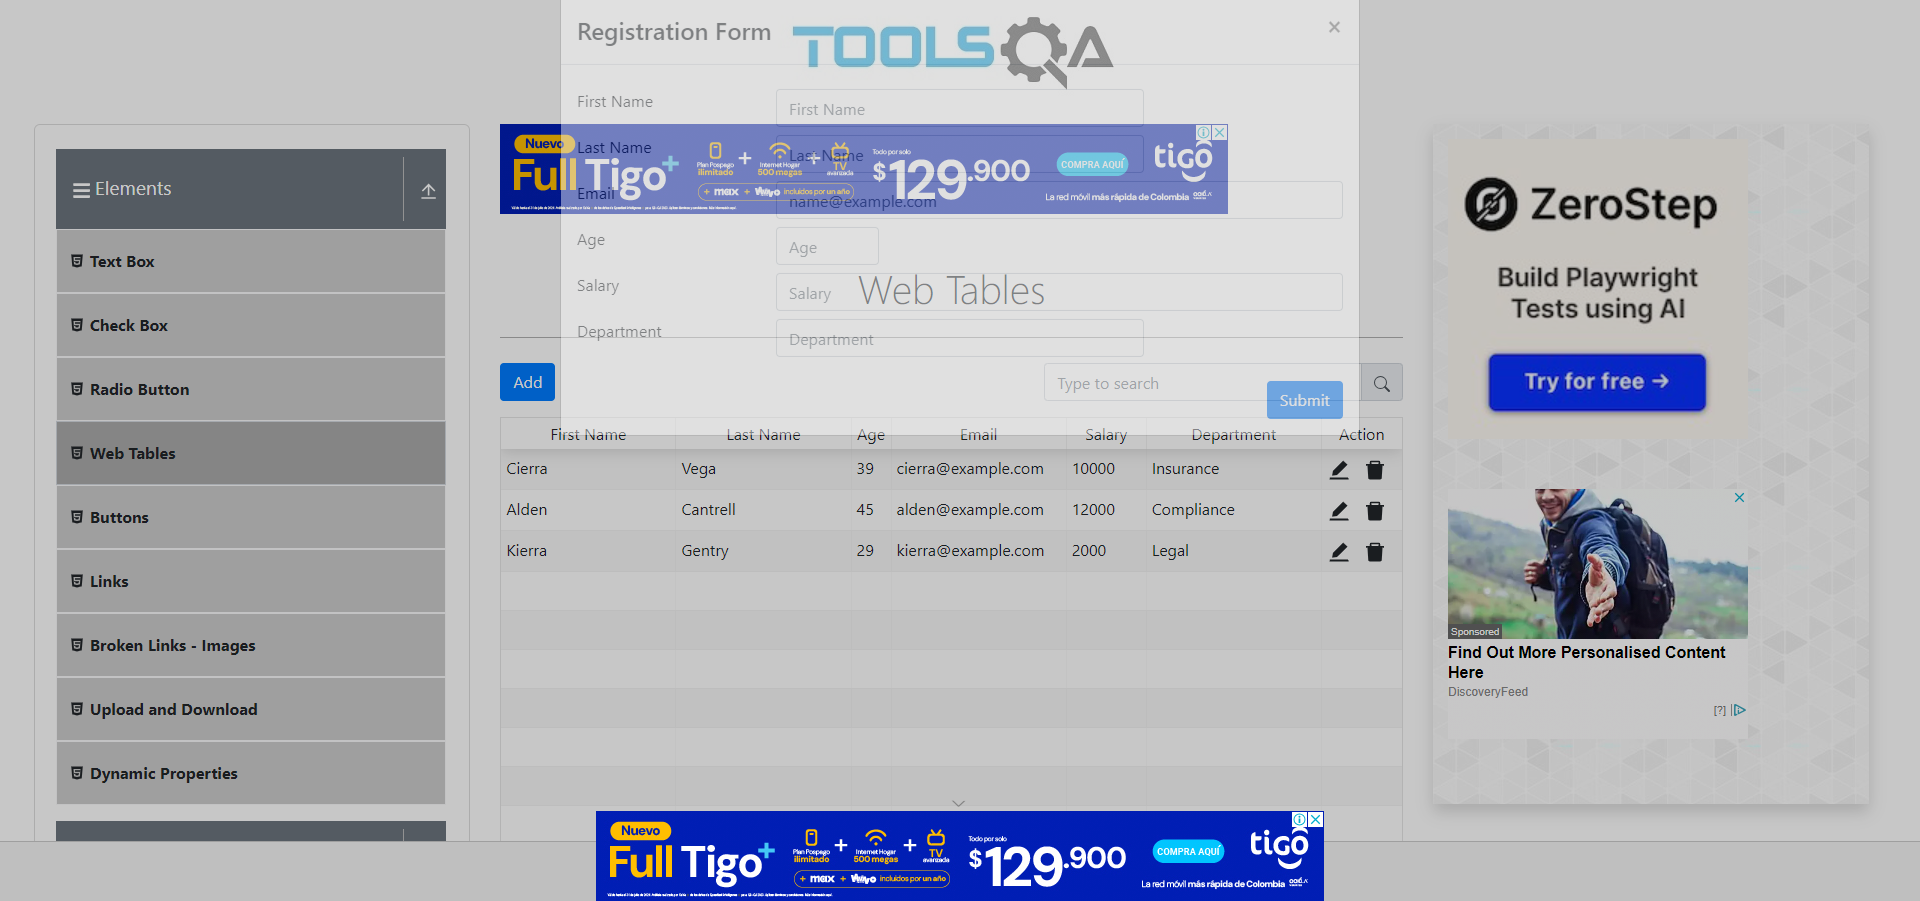 Registration Form
×
TOOLSQA
First Name
First Name
Last Name
Last Name
Email
name@example.com
Age
Age
Salary
Salary
Department
Department
Submit
Nuevo
Full Tigo+
Plan Pospago
ilimitado
+
Internet Hogar
500 megas
+
TV
avanzada
+ max + Wayo incluidos por un año
Todo por solo
$129.900
COMPRA AQUÍ
tigo
La red móvil más rápida de Colombia
Elements
Text Box
Check Box
Radio Button
Web Tables
Buttons
Links
Broken Links - Images
Upload and Download
Dynamic Properties
Web Tables
Add
Type to search
First Name Last Name Age Email Salary Department Action
Cierra Vega 39 cierra@example.com 10000 Insurance
Alden Cantrell 45 alden@example.com 12000 Compliance
Kierra Gentry 29 kierra@example.com 2000 Legal
ZeroStep
Build Playwright
Tests using AI
Try for free →
Sponsored
Find Out More Personalised Content
Here
DiscoveryFeed
[?]
Nuevo
Full Tigo+
Plan Pospago
ilimitado
+
Internet Hogar
500 megas
+
TV
avanzada
+ max + Wayo incluidos por un año
Todo por solo
$129.900
COMPRA AQUÍ
tigo
La red móvil más rápida de Colombia